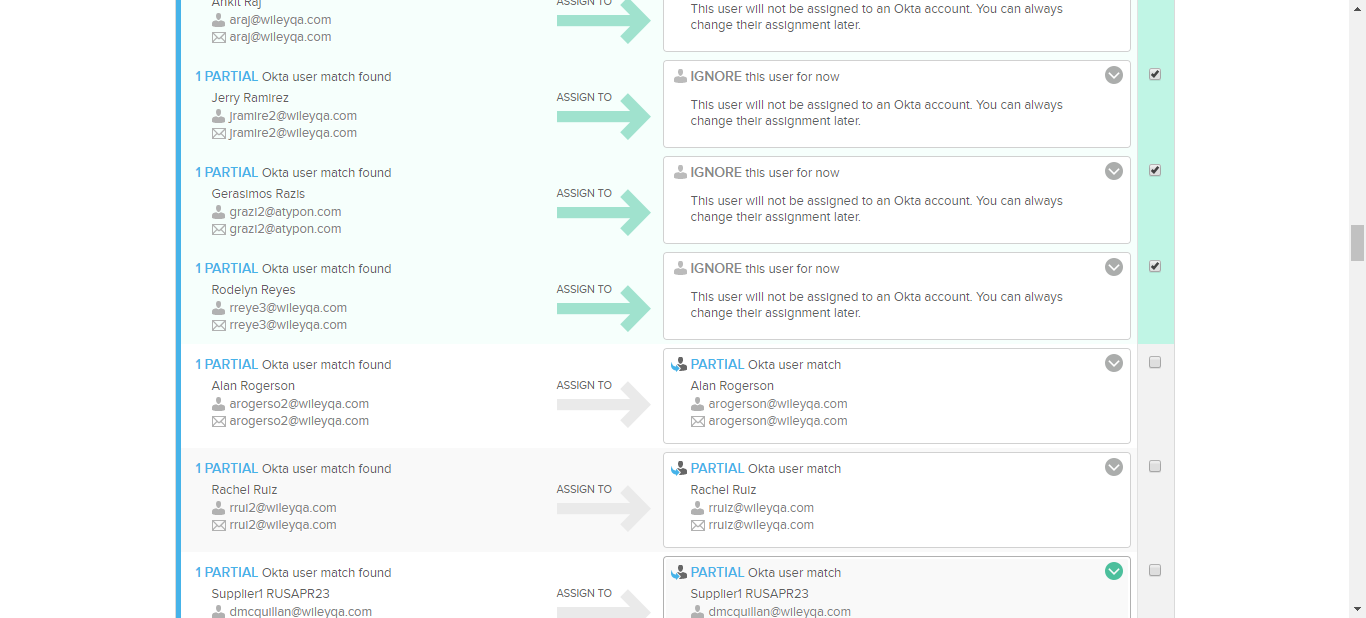 Ankit Raj
araj@wileyqa.com
araj@wileyqa.com
ASSIGN TO
This user will not be assigned to an Okta account. You can always
change their assignment later.
1 PARTIAL Okta user match found
Jerry Ramirez
jramire2@wileyqa.com
jramire2@wileyqa.com
ASSIGN TO
IGNORE this user for now
This user will not be assigned to an Okta account. You can always
change their assignment later.
1 PARTIAL Okta user match found
Gerasimos Razis
grazi2@atypon.com
grazi2@atypon.com
ASSIGN TO
IGNORE this user for now
This user will not be assigned to an Okta account. You can always
change their assignment later.
1 PARTIAL Okta user match found
Rodelyn Reyes
rreye3@wileyqa.com
rreye3@wileyqa.com
ASSIGN TO
IGNORE this user for now
This user will not be assigned to an Okta account. You can always
change their assignment later.
1 PARTIAL Okta user match found
Alan Rogerson
arogerso2@wileyqa.com
arogerso2@wileyqa.com
ASSIGN TO
PARTIAL Okta user match
Alan Rogerson
arogerson@wileyqa.com
arogerson@wileyqa.com
1 PARTIAL Okta user match found
Rachel Ruiz
rrui2@wileyqa.com
rrui2@wileyqa.com
ASSIGN TO
PARTIAL Okta user match
Rachel Ruiz
rruiz@wileyqa.com
rruiz@wileyqa.com
1 PARTIAL Okta user match found
Supplier1 RUSAPR23
dmcquillan@wileyqa.com
ASSIGN TO
PARTIAL Okta user match
Supplier1 RUSAPR23
dmcquillan@wileyqa.com